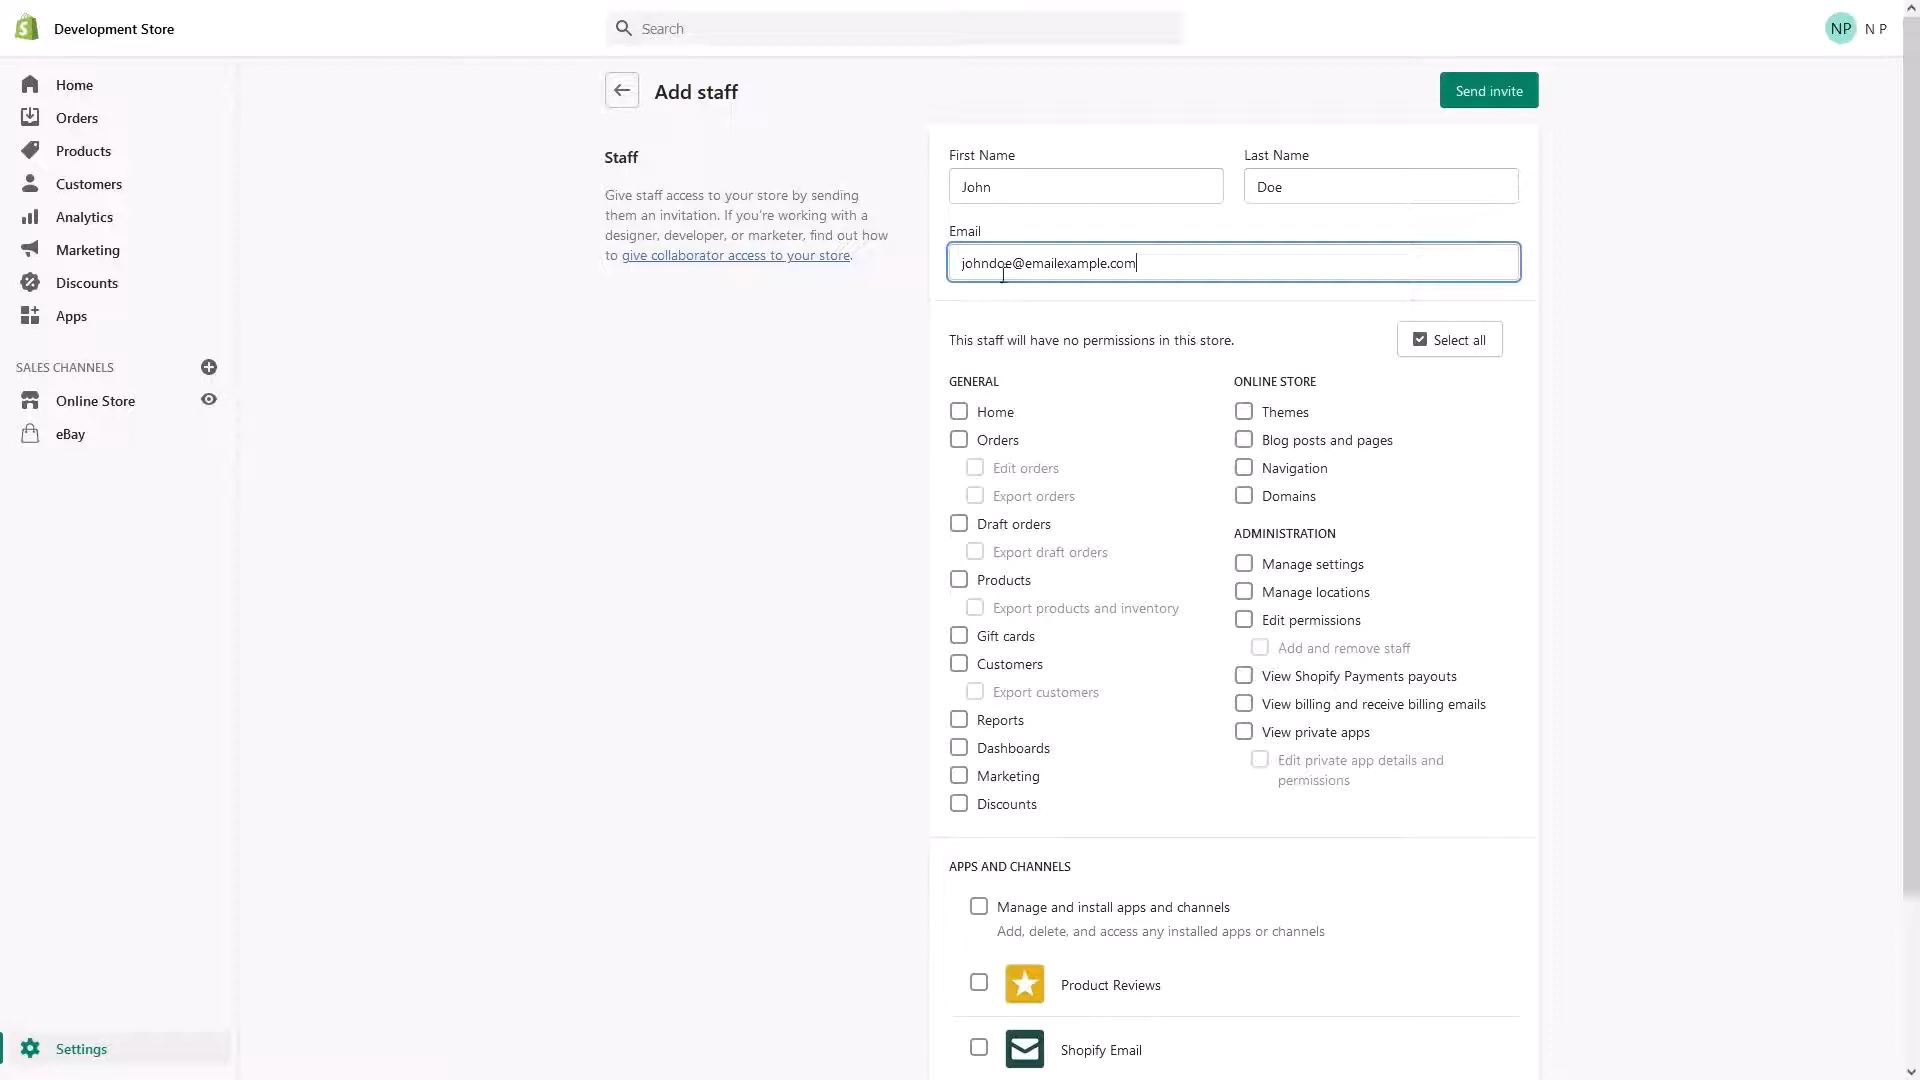 Development Store
Search
NP N P
Home
Orders
Products
Customers
Analytics
Marketing
Discounts
Apps
SALES CHANNELS
Online Store
eBay
Settings
Add staff
Send invite
Staff
Give staff access to your store by sending
them an invitation. If you're working with a
designer, developer, or marketer, find out how
to give collaborator access to your store.
First Name Last Name
John Doe
Email
johndoe@emailexample.com
This staff will have no permissions in this store.
Select all
GENERAL
Home
Orders
Edit orders
Export orders
Draft orders
Export draft orders
Products
Export products and inventory
Gift cards
Customers
Export customers
Reports
Dashboards
Marketing
Discounts
ONLINE STORE
Themes
Blog posts and pages
Navigation
Domains
ADMINISTRATION
Manage settings
Manage locations
Edit permissions
Add and remove staff
View Shopify Payments payouts
View billing and receive billing emails
View private apps
Edit private app details and
permissions
APPS AND CHANNELS
Manage and install apps and channels
Add, delete, and access any installed apps or channels
Product Reviews
Shopify Email